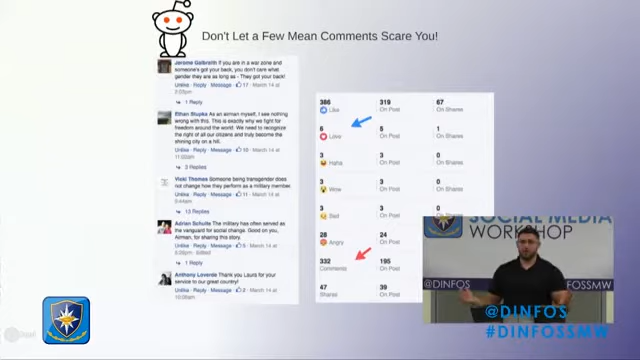 Don't Let a Few Mean Comments Scare You!
Jerome Galbraith If you are in a war zone and
someone's got your back, you don't care what
gender they are as long as - They got your back!
Unlike · Reply · Message · 17 · March 14 at
1 Reply
Ethan Stupka As an airman myself, I see nothing
wrong with this. This is exactly why we fight for
freedom around the world. We need to recognize
the right of all our citizens and truly become the
shining city on a hill.
Unlike · Reply · Message · 10 · March 14 at
2 Replies
Vicki Thomas Someone being transgender does
not change how they perform as a military member.
Unlike · Reply · Message · 11 · March 14 at
13 Replies
Adrian Schulte The military has often served as
the vanguard for social change. Good on you,
Airman, for sharing this story.
Unlike · Reply · Message · 5 · March 14 at
1 Reply
Anthony Loverde Thank you Laura for your
service to our great country!
Unlike · Reply · Message · 2 · March 14 at
386 319 67
Like On Post On Shares
6 5 1
Love On Post On Shares
3 3 0
Haha On Post On Shares
3 3 0
Wow On Post On Shares
3 3 0
Sad On Post On Shares
28 24
Angry On Post
332 195
Comments On Post
47 39
Shares On Post
SOCIAL MEDIA
WORKSHOP
@DINFOS
#DINFOSSMW